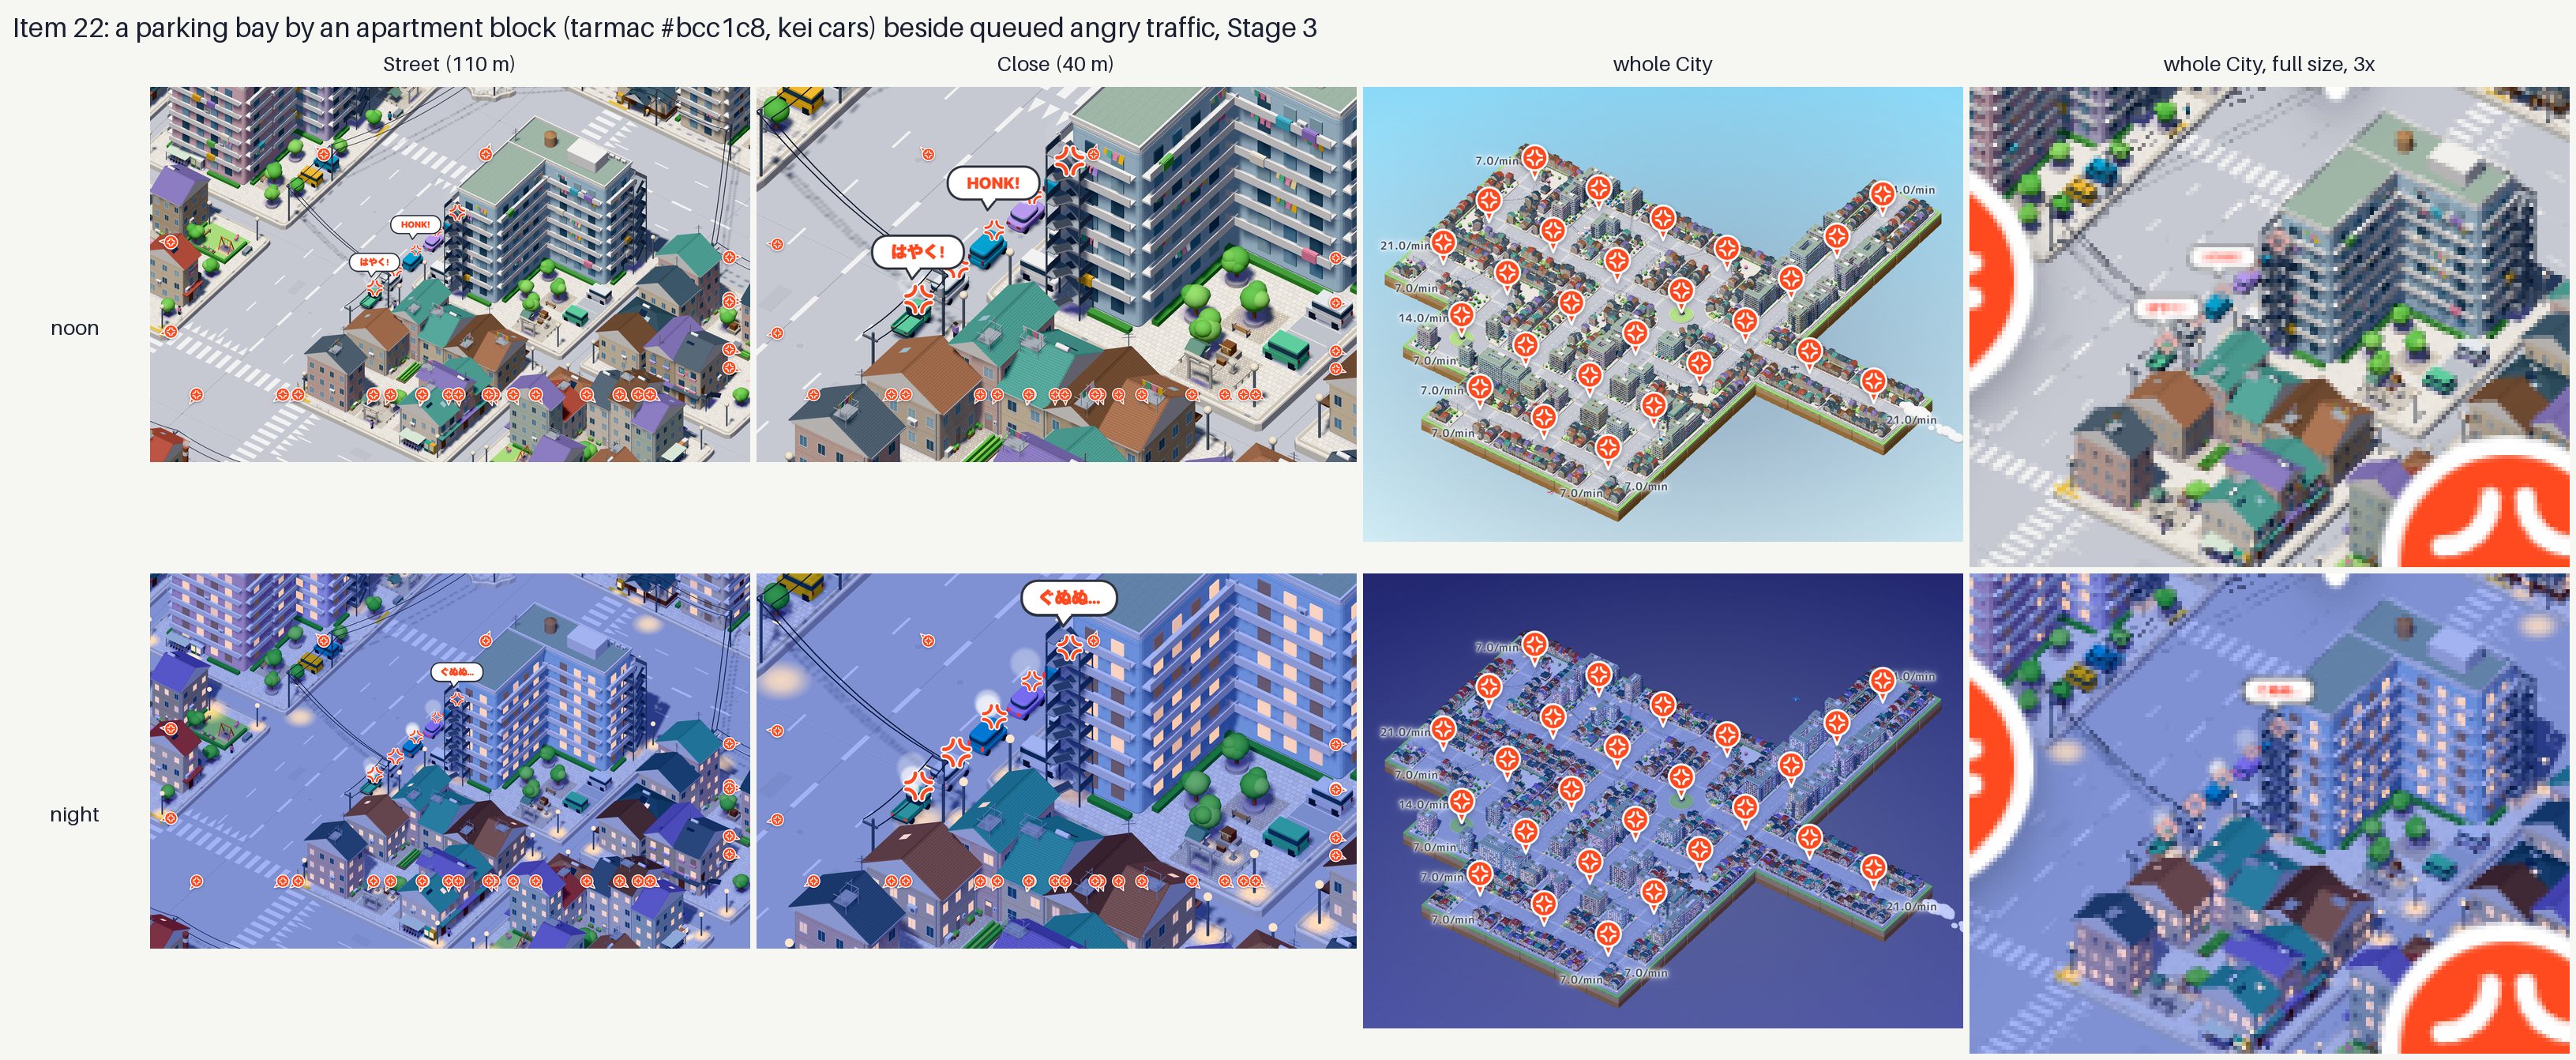 Item 22: a parking bay by an apartment block (tarmac #bcc1c8, kei cars) beside queued angry traffic, Stage 3
Street (110 m)
Close (40 m)
whole City
whole City, full size, 3x
noon
HONK!
はやく!
HONK!
はやく!
7.0/min
.0/min
21.0/min
7.0/min
14.0/min
7.0/min
7.0/min
7.0/min
21.0/min
7.0/min
7.0/min
night
ぐぬぬ...
ぐぬぬ...
7.0/min
.0/min
21.0/min
7.0/min
14.0/min
7.0/min
7.0/min
7.0/min
21.0/min
7.0/min
7.0/min